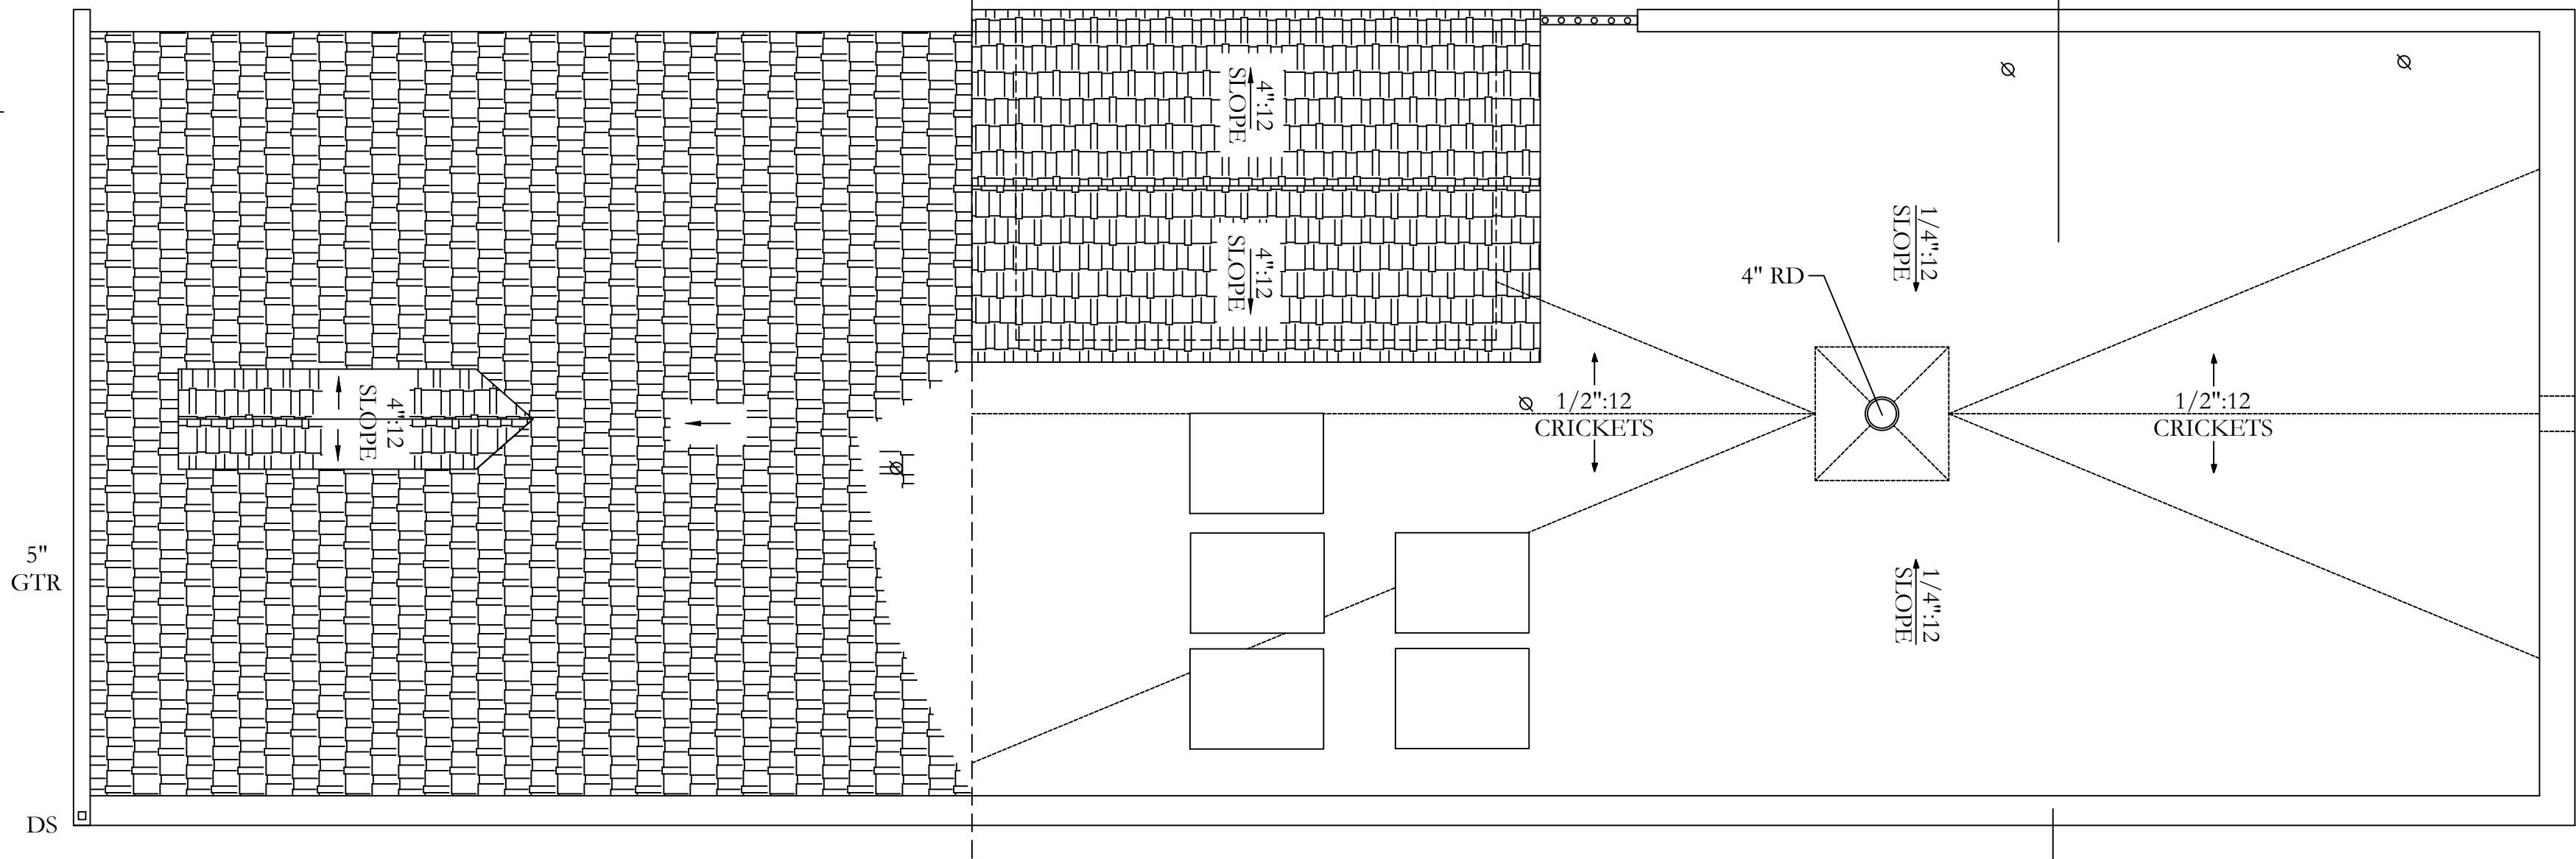 4":12
SLOPE
4":12
SLOPE
1/4":12
SLOPE
4" RD
4":12
SLOPE
1/2":12
CRICKETS
1/2":12
CRICKETS
5"
GTR
1/4":12
SLOPE
DS